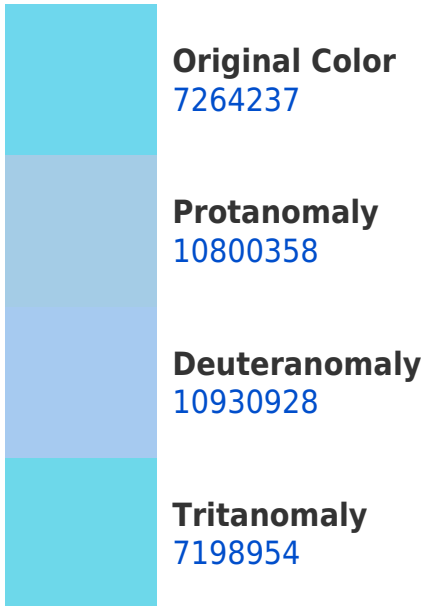 Original Color
7264237
Protanomaly
10800358
Deuteranomaly
10930928
Tritanomaly
7198954